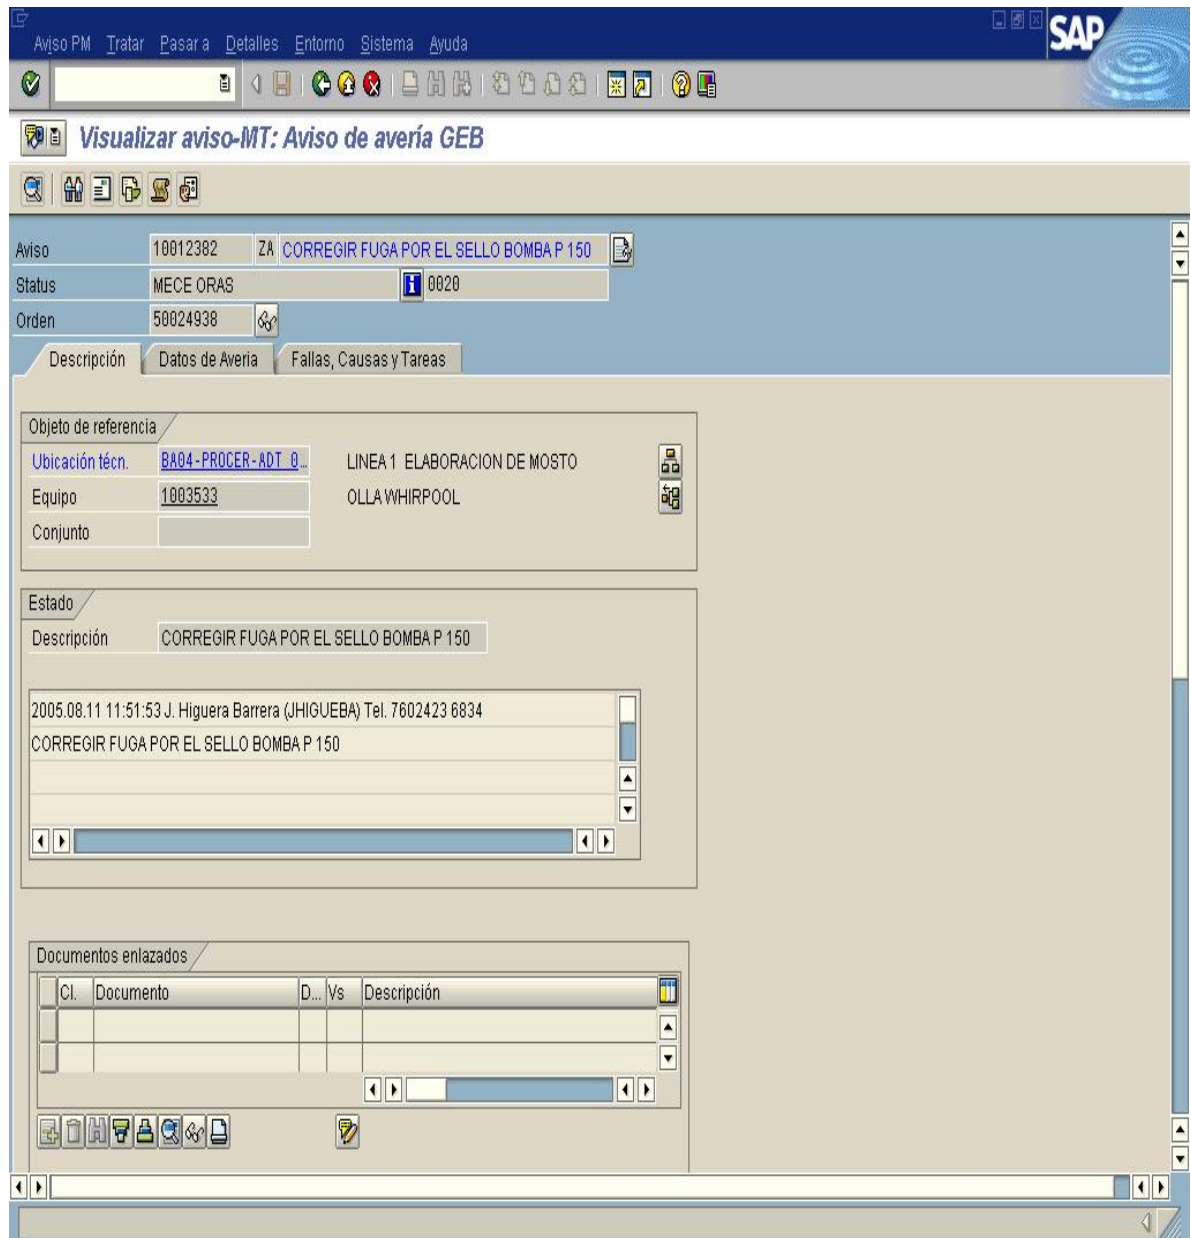 Aviso PM Tratar Pasar a Detalles Entorno Sistema Ayuda
SAP
Visualizar aviso-MT: Aviso de avería GEB
Aviso 10012382 ZA CORREGIR FUGA POR EL SELLO BOMBA P 150
Status MECE ORAS 0020
Orden 50024938
Descripción Datos de Averia Fallas, Causas y Tareas
Objeto de referencia
Ubicación técn. BA04-PROCER-ADT_0… LINEA 1 ELABORACION DE MOSTO
Equipo 1003533 OLLA WHIRPOOL
Conjunto
Estado
Descripción CORREGIR FUGA POR EL SELLO BOMBA P 150
2005.08.11 11:51:53 J. Higuera Barrera (JHIGUEBA) Tel. 7602423 6834
CORREGIR FUGA POR EL SELLO BOMBA P 150
Documentos enlazados
Cl. Documento D... Vs Descripción